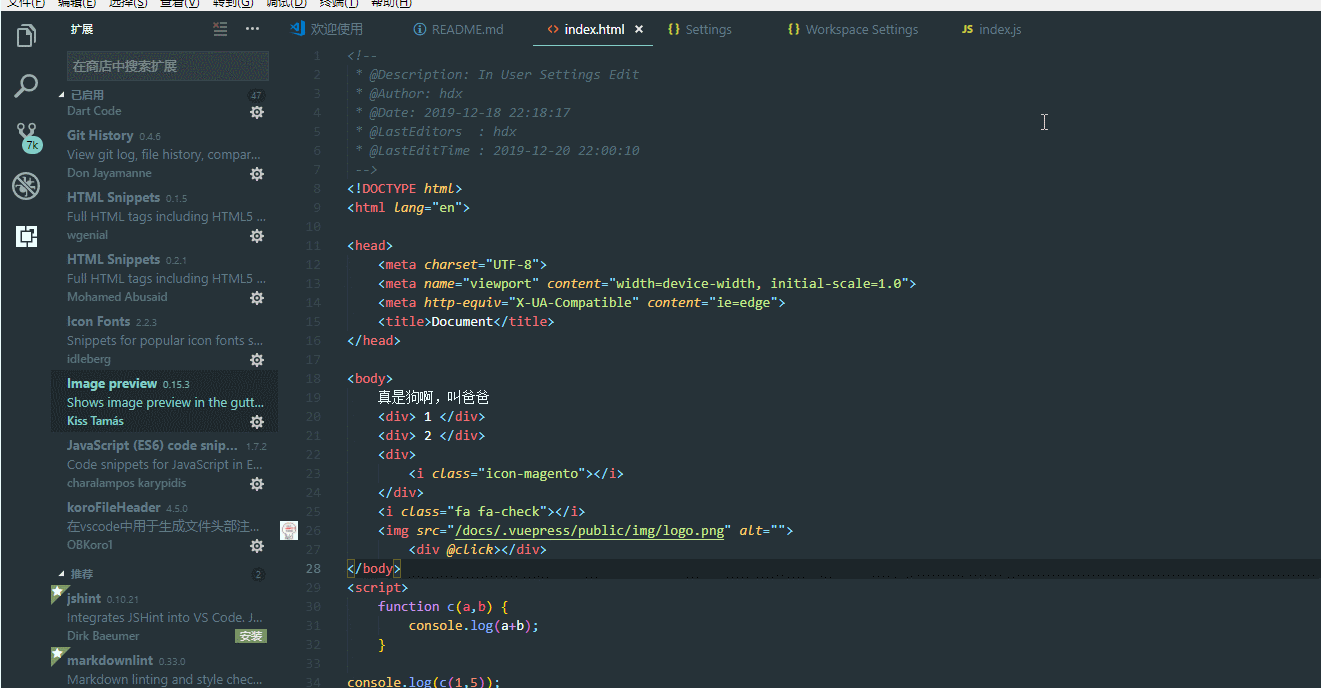 文件(F) 编辑(E) 选择(S) 查看(V) 转到(G) 调试(D) 终端(T) 帮助(H)
扩展
欢迎使用 README.md index.html × {} Settings {} Workspace Settings JS index.js
在商店中搜索扩展
已启用 47
Dart Code
Git History 0.4.6
View git log, file history, compar...
Don Jayamanne
7k
HTML Snippets 0.1.5
Full HTML tags including HTML5 ...
wgenial
HTML Snippets 0.2.1
Full HTML tags including HTML5 ...
Mohamed Abusaid
Icon Fonts 2.2.3
Snippets for popular icon fonts s...
idleberg
Image preview 0.15.3
Shows image preview in the gutt...
Kiss Tamás
JavaScript (ES6) code snip... 1.7.2
Code snippets for JavaScript in E...
charalampos karypidis
koroFileHeader 4.5.0
在vscode中用于生成文件头部注...
OBKoro1
推荐 2
jshint 0.10.21
Integrates JSHint into VS Code. J...
Dirk Baeumer 安装
markdownlint 0.33.0
Markdown linting and style chec...
1 <!--
2 * @Description: In User Settings Edit
3 * @Author: hdx
4 * @Date: 2019-12-18 22:18:17
5 * @LastEditors  : hdx
6 * @LastEditTime : 2019-12-20 22:00:10
7 -->
8 <!DOCTYPE html>
9 <html lang="en">
10
11 <head>
12 <meta charset="UTF-8">
13 <meta name="viewport" content="width=device-width, initial-scale=1.0">
14 <meta http-equiv="X-UA-Compatible" content="ie=edge">
15 <title>Document</title>
16 </head>
17
18 <body>
19 真是狗啊，叫爸爸
20 <div> 1 </div>
21 <div> 2 </div>
22 <div>
23 <i class="icon-magento"></i>
24 </div>
25 <i class="fa fa-check"></i>
26 <img src="/docs/.vuepress/public/img/logo.png" alt="">
27 <div @click></div>
28 </body>
29 <script>
30 function c(a,b) {
31 console.log(a+b);
32 }
33
34 console.log(c(1,5));